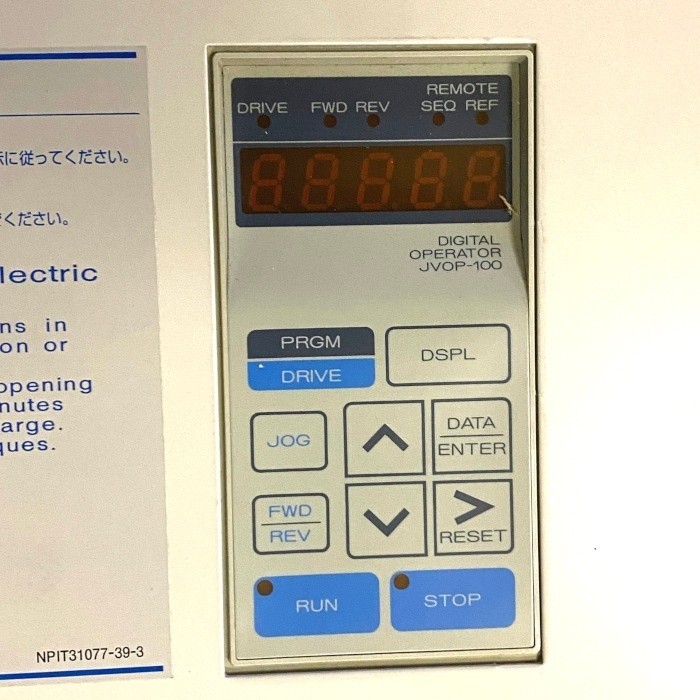 に従ってください。
ください。
lectric
ns in
on or
opening
nutes
arge.
ques.
NPIT31077-39-3
REMOTE
DRIVE FWD REV SEQ REF
88888
DIGITAL
OPERATOR
JVOP-100
PRGM
DRIVE
DSPL
JOG
DATA
ENTER
FWD
REV
>
RESET
RUN
STOP